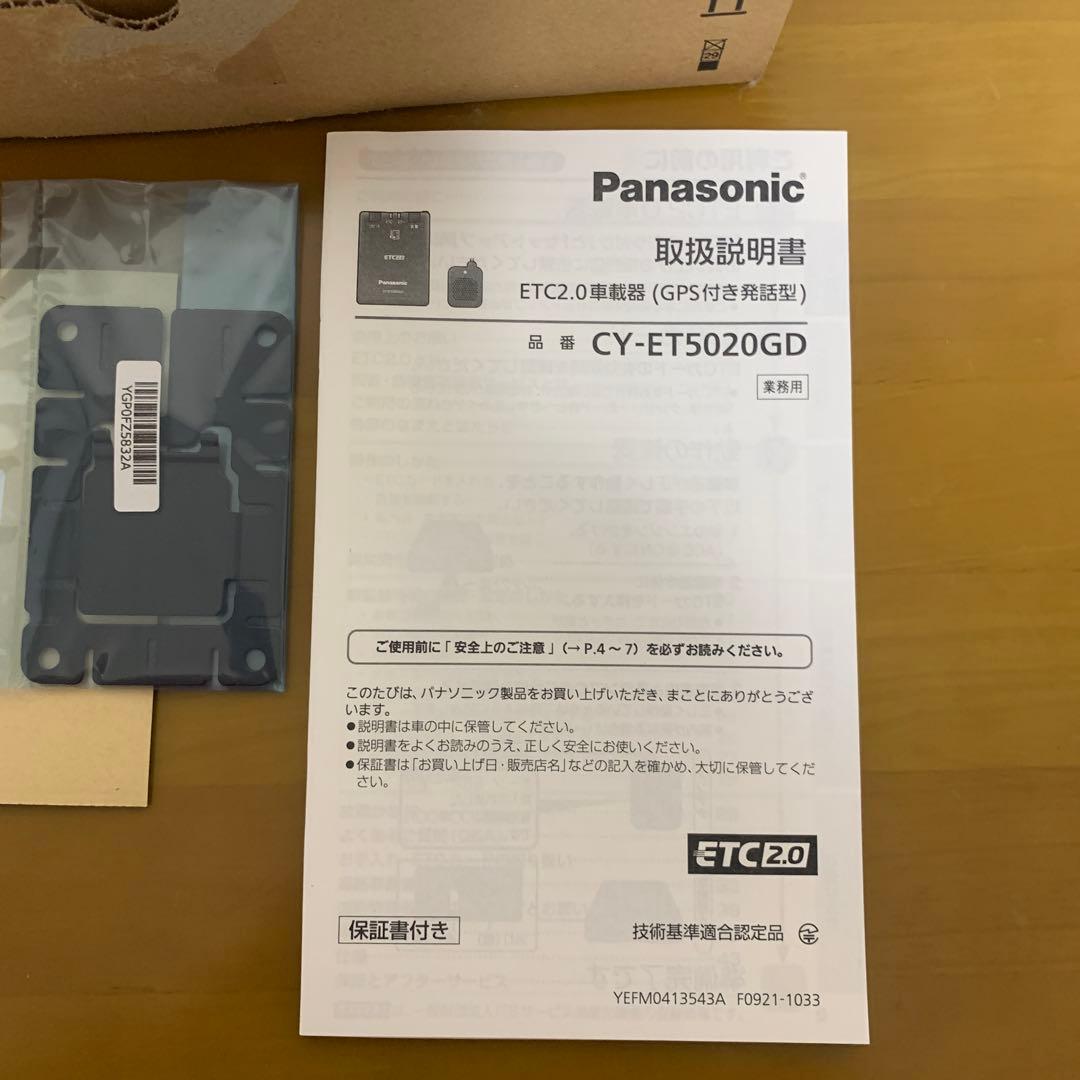 Panasonic®
取扱説明書
ETC2.0
Panasonic
ETC2.0車載器 (GPS付き発話型)
品 番 CY-ET5020GD
業務用
YGP0FZ5832A
ご使用前に「安全上のご注意」(→P.4～7) を必ずお読みください。
このたびは、パナソニック製品をお買い上げいただき、まことにありがとうござ
います。
●説明書は車の中に保管してください。
●説明書をよくお読みのうえ、正しく安全にお使いください。
●保証書は「お買い上げ日・販売店名」などの記入を確かめ、大切に保管してくだ
さい。
ETC 2.0
保証書付き
技術基準適合認定品
YEFM0413543A F0921-1033